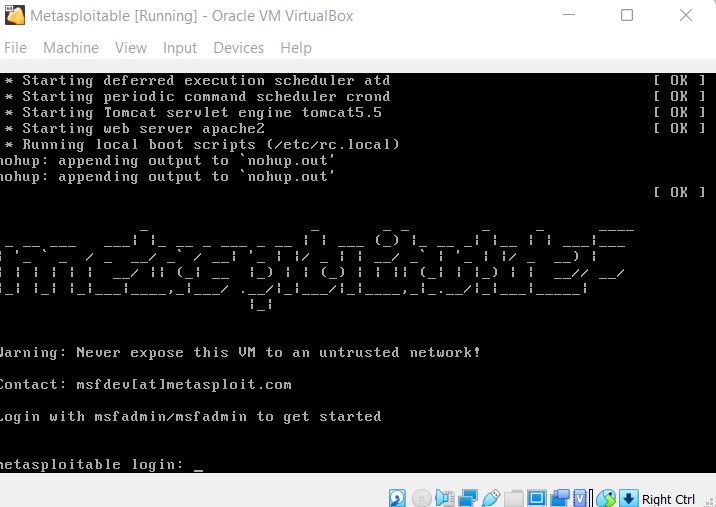 Metasploitable [Running] - Oracle VM VirtualBox
File Machine View Input Devices Help
* Starting deferred execution scheduler atd [ OK ]
* Starting periodic command scheduler crond [ OK ]
* Starting Tomcat servlet engine tomcat5.5 [ OK ]
* Starting web server apache2 [ OK ]
* Running local boot scripts (/etc/rc.local)
nohup: appending output to `nohup.out'
nohup: appending output to `nohup.out'
[ OK ]
metasploitable2
Warning: Never expose this VM to an untrusted network!
Contact: msfdev[at]metasploit.com
Login with msfadmin/msfadmin to get started
metasploitable login: _
Right Ctrl